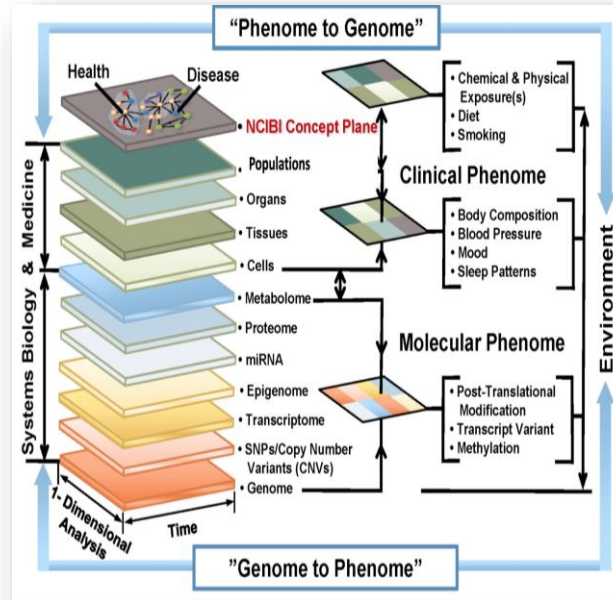 “Phenome to Genome”
Health
Disease
• NCIBI Concept Plane
• Populations
• Organs
• Tissues
• Cells
• Metabolome
• Proteome
• miRNA
• Epigenome
• Transcriptome
• SNPs/Copy Number
Variants (CNVs)
• Genome
Systems Biology & Medicine
1- Dimensional
Analysis
Time
• Chemical & Physical
Exposure(s)
• Diet
• Smoking
Clinical Phenome
• Body Composition
• Blood Pressure
• Mood
• Sleep Patterns
Molecular Phenome
• Post-Translational
Modification
• Transcript Variant
• Methylation
Environment
”Genome to Phenome”